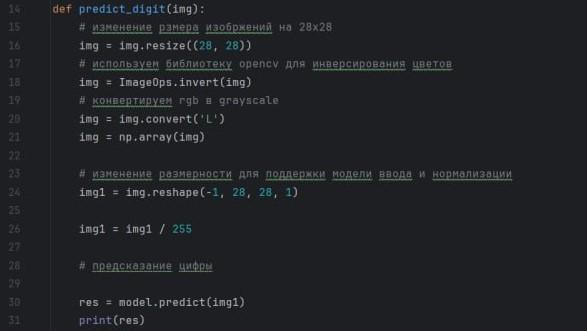 14 def predict_digit(img):
15 # изменение рзмера изобржений на 28x28
16 img = img.resize((28, 28))
17 # используем библиотеку opencv для инверсирования цветов
18 img = ImageOps.invert(img)
19 # конвертируем rgb в grayscale
20 img = img.convert('L')
21 img = np.array(img)
22
23 # изменение размерности для поддержки модели ввода и нормализации
24 img1 = img.reshape(-1, 28, 28, 1)
25
26 img1 = img1 / 255
27
28 # предсказание цифры
29
30 res = model.predict(img1)
31 print(res)